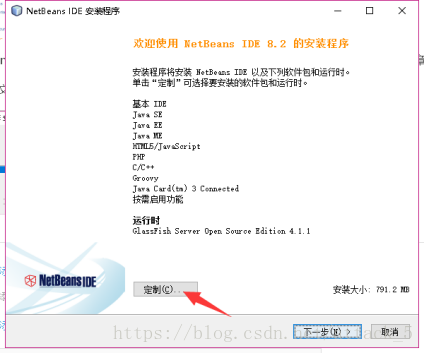 NetBeans IDE 安装程序
欢迎使用 NetBeans IDE 8.2 的安装程序
安装程序将安装 NetBeans IDE 以及下列软件包和运行时。
单击“定制”可选择要安装的软件包和运行时。
基本 IDE
Java SE
Java EE
Java ME
HTML5/JavaScript
PHP
C/C++
Groovy
Java Card(tm) 3 Connected
按需启用功能
运行时
GlassFish Server Open Source Edition 4.1.1
NetBeans IDE
定制(C)...
安装大小: 791.2 MB
https://blog.csdn.
下一步(N) >
取消